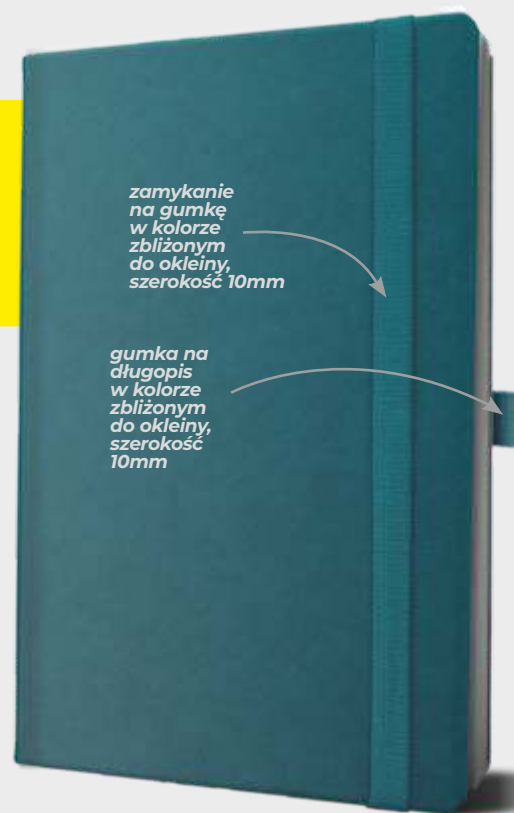 zamykanie
na gumkę
w kolorze
zbliżonym
do okleiny,
szerokość 10mm
gumka na
długopis
w kolorze
zbliżonym
do okleiny,
szerokość
10mm